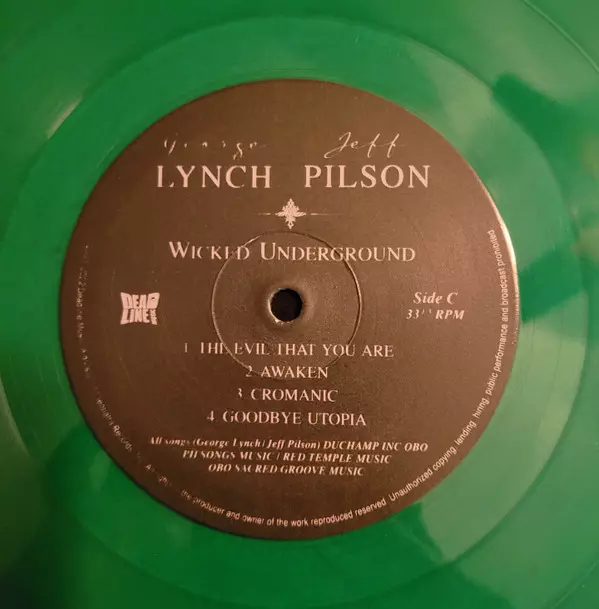 George Jeff
LYNCH PILSON
WICKED UNDERGROUND
DEAD
LINE
Side C
33⅓ RPM
1 THE EVIL THAT YOU ARE
2 AWAKEN
3 CROMANIC
4 GOODBYE UTOPIA
All songs (George Lynch / Jeff Pilson) DUCHAMP INC OBO
PJI SONGS MUSIC / RED TEMPLE MUSIC
OBO SACRED GROOVE MUSIC
the producer and owner of the work reproduced reserved. Unauthorized copying, lending, hiring, public performance and broadcast prohibited